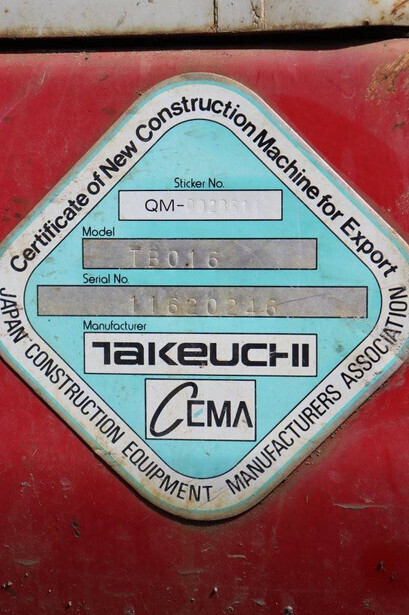 Certificate of New Construction Machine for Export
Sticker No.
QM-
Model
TB016
Serial No.
11620246
Manufacturer
TAKEUCHI
CEMA
JAPAN CONSTRUCTION EQUIPMENT MANUFACTURERS ASSOCIATION